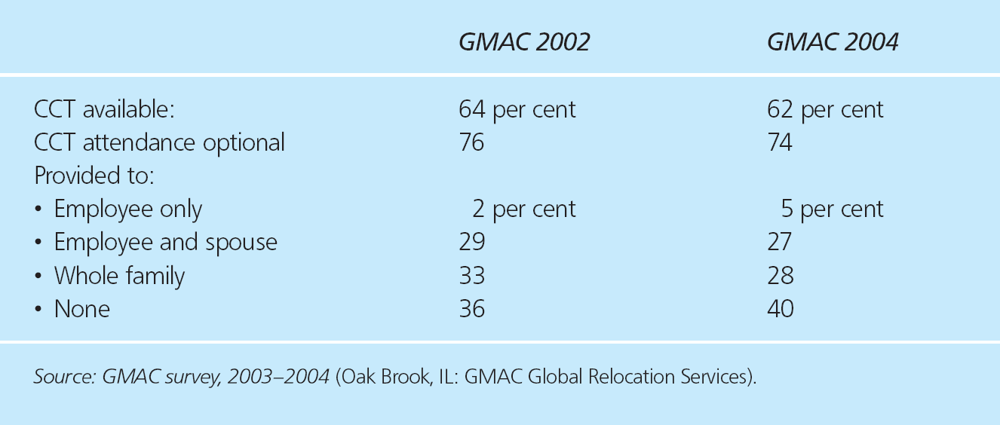 GMAC 2002 GMAC 2004
CCT available: 64 per cent 62 per cent
CCT attendance optional 76 74
Provided to:
• Employee only 2 per cent 5 per cent
• Employee and spouse 29 27
• Whole family 33 28
• None 36 40
Source: GMAC survey, 2003–2004 (Oak Brook, IL: GMAC Global Relocation Services).